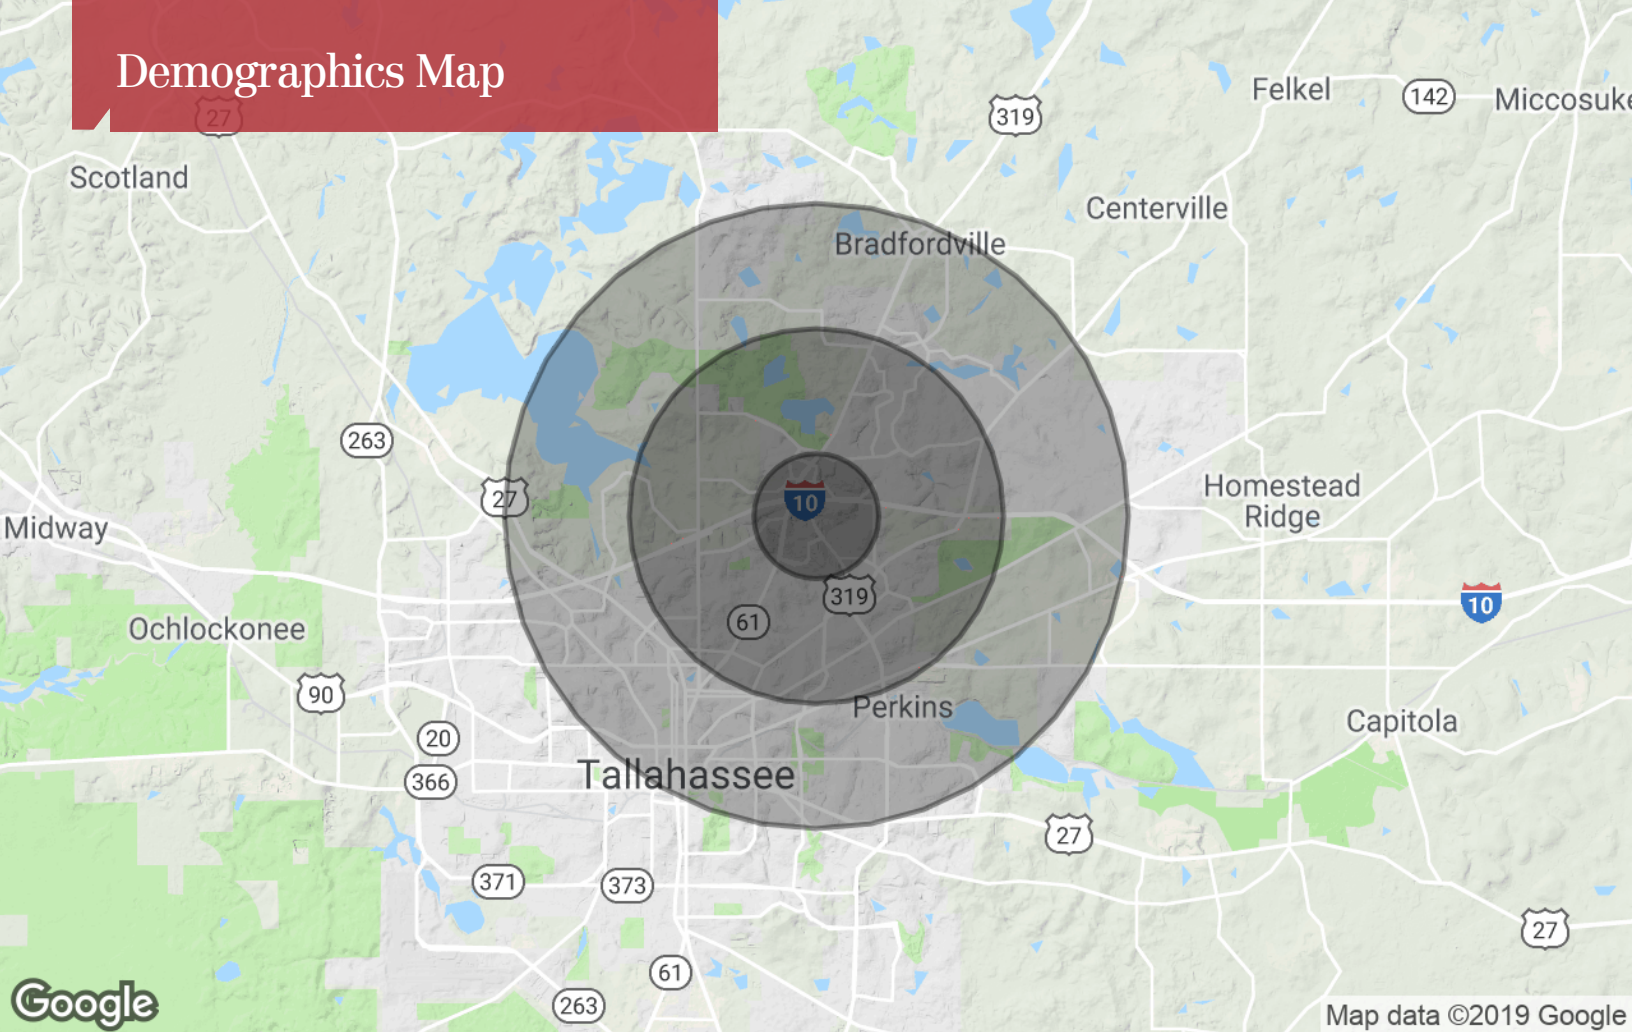 Demographics Map
27
319
Felkel
142
Miccosuke
Scotland
Centerville
Bradfordville
263
27
10
Homestead
Ridge
Midway
319
10
61
Ochlockonee
90
Perkins
Capitola
20
Tallahassee
366
27
371
373
27
61
263
Google
Map data ©2019 Google